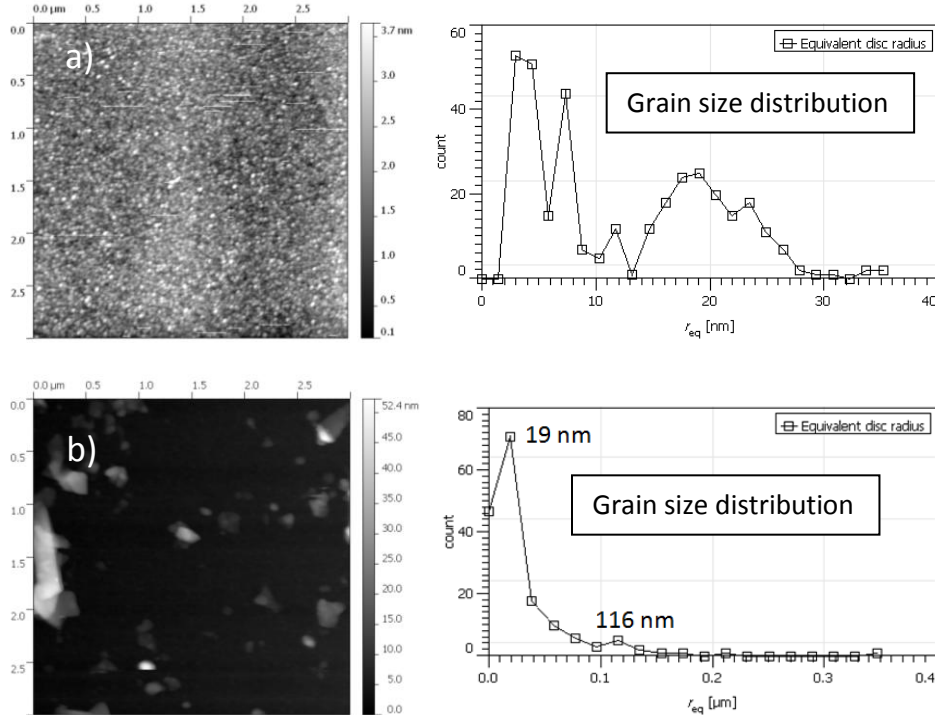 0.0 µm 0.5 1.0 1.5 2.0 2.5
0.0
0.5
1.0
1.5
2.0
2.5
a)
3.7 nm
3.0
2.5
2.0
1.5
1.0
0.5
0.1
60
40
20
0
count
Equivalent disc radius
Grain size distribution
0 10 20 30 40
r eq [nm]
0.0 µm 0.5 1.0 1.5 2.0 2.5
0.0
0.5
1.0
1.5
2.0
2.5
b)
52.4 nm
45.0
40.0
35.0
30.0
25.0
20.0
15.0
10.0
5.0
0.0
80
60
40
20
0
count
Equivalent disc radius
19 nm
Grain size distribution
116 nm
0.0 0.1 0.2 0.3 0.4
r eq [µm]